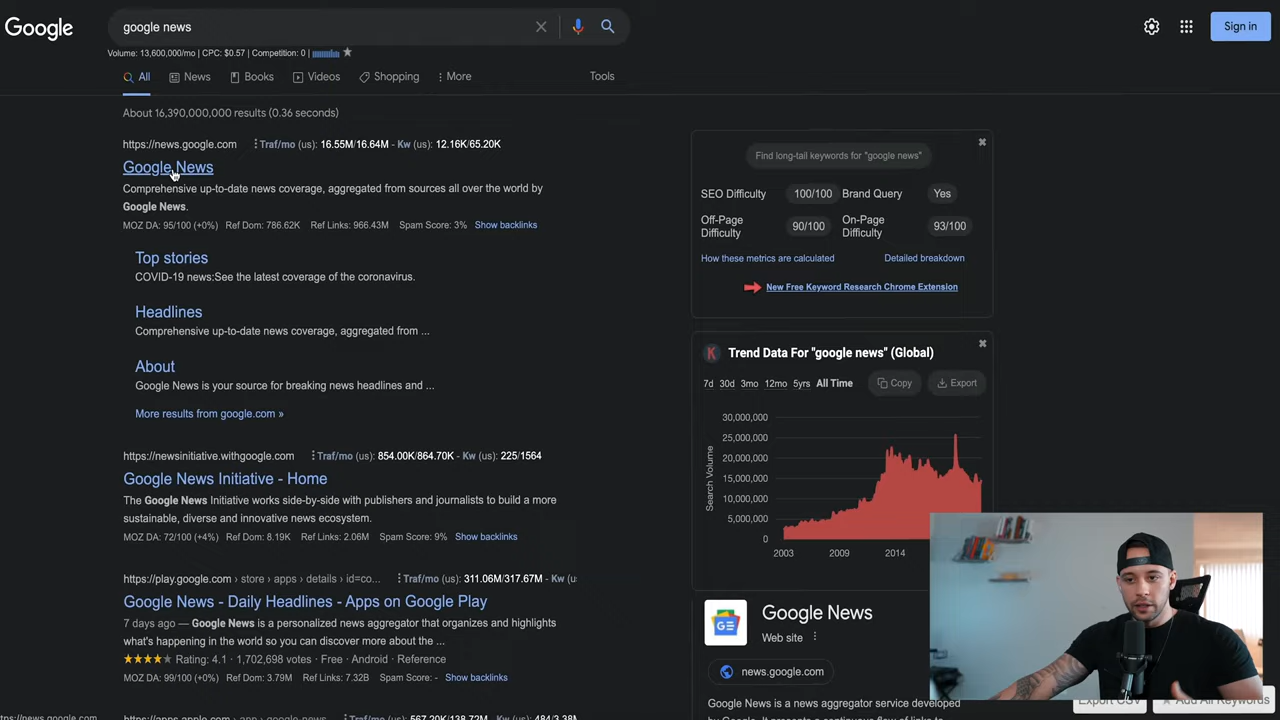 Google
google news
Sign in
Volume: 13,600,000/mo | CPC: $0.57 | Competition: 0 |
All
News
Books
Videos
Shopping
More
Tools
About 16,390,000,000 results (0.36 seconds)
https://news.google.com
Traf/mo (us): 16.55M/16.64M - Kw (us): 12.16K/65.20K
Google News
Comprehensive up-to-date news coverage, aggregated from sources all over the world by
Google News.
MOZ DA: 95/100 (+0%) Ref Dom: 786.62K Ref Links: 966.43M Spam Score: 3% Show backlinks
Top stories
COVID-19 news:See the latest coverage of the coronavirus.
Headlines
Comprehensive up-to-date news coverage, aggregated from ...
About
Google News is your source for breaking news headlines and ...
More results from google.com »
https://newsinitiative.withgoogle.com
Traf/mo (us): 854.00K/864.70K - Kw (us): 225/1564
Google News Initiative - Home
The Google News Initiative works side-by-side with publishers and journalists to build a more
sustainable, diverse and innovative news ecosystem.
MOZ DA: 72/100 (+4%) Ref Dom: 8.19K Ref Links: 2.06M Spam Score: 9% Show backlinks
https://play.google.com › store › apps › details › id=co...
Traf/mo (us): 311.06M/317.67M - Kw (u
Google News - Daily Headlines - Apps on Google Play
7 days ago — Google News is a personalized news aggregator that organizes and highlights
what's happening in the world so you can discover more about the ...
Rating: 4.1 · 1,702,698 votes · Free · Android · Reference
MOZ DA: 99/100 (+0%) Ref Dom: 3.79M Ref Links: 7.32B Spam Score: - Show backlinks
Find long-tail keywords for "google news"
SEO Difficulty 100/100 Brand Query Yes
Off-Page Difficulty 90/100 On-Page Difficulty 93/100
How these metrics are calculated
Detailed breakdown
New Free Keyword Research Chrome Extension
K
Trend Data For "google news" (Global)
7d 30d 3mo 12mo 5yrs All Time
Copy
Export
Search Volume
30,000,000
25,000,000
20,000,000
15,000,000
10,000,000
5,000,000
0
2003 2009 2014
GE
Google News
Web site
news.google.com
Google News is a news aggregator service developed
Export CSV
Add All Keywords